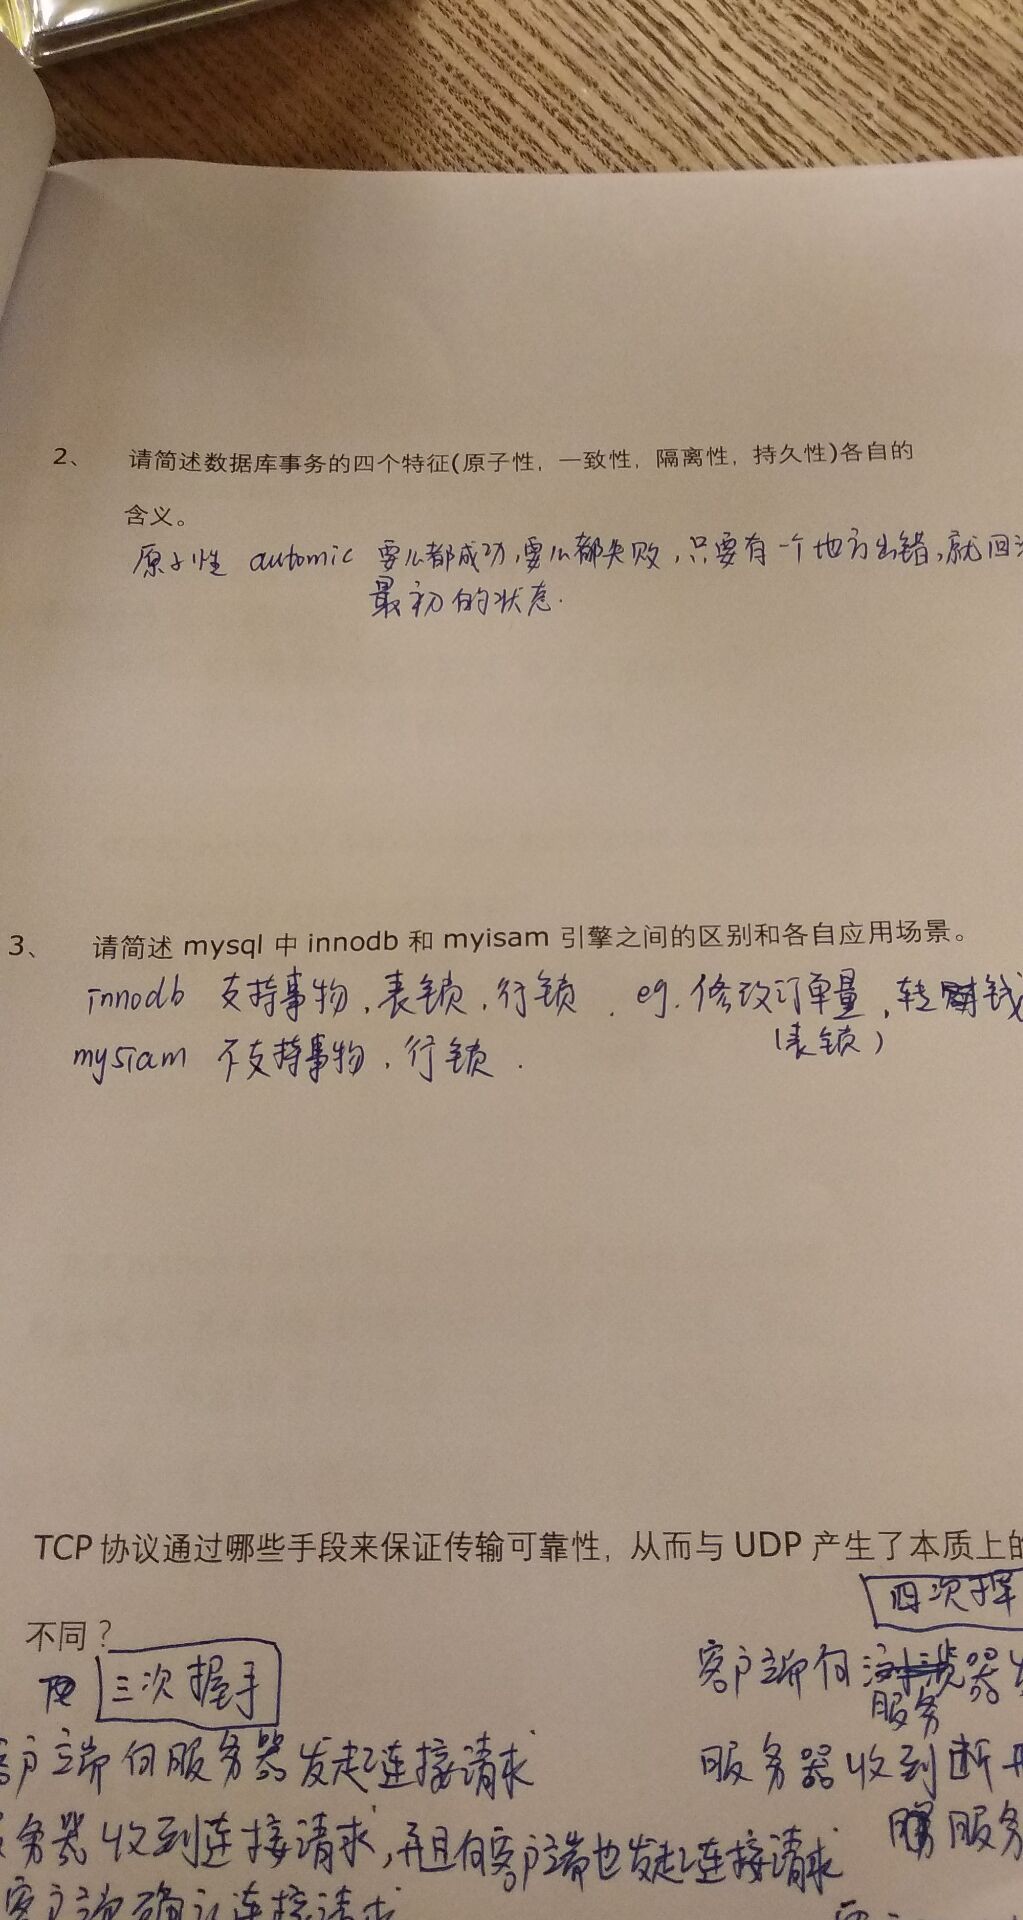 2、 请简述数据库事务的四个特征(原子性, 一致性, 隔离性, 持久性)各自的
含义。
原子性 automic 要么都成功,要么都失败,只要有一个地方出错,就回
最初的状态.
3、 请简述 mysql 中 innodb 和 myisam 引擎之间的区别和各自应用场景。
innodb 支持事物、表锁、行锁. eg. 修改订单量、转钱
(表锁)
mysiam 不支持事物、行锁.
TCP 协议通过哪些手段来保证传输可靠性, 从而与 UDP 产生了本质上的
不同?
四次挥
三次握手
客户端向
器
服务
客户端向服务器发起连接请求
服务器收到断开
务器收到连接请求,并且向客户端也发起连接请求
服务
客户端确认连接请求